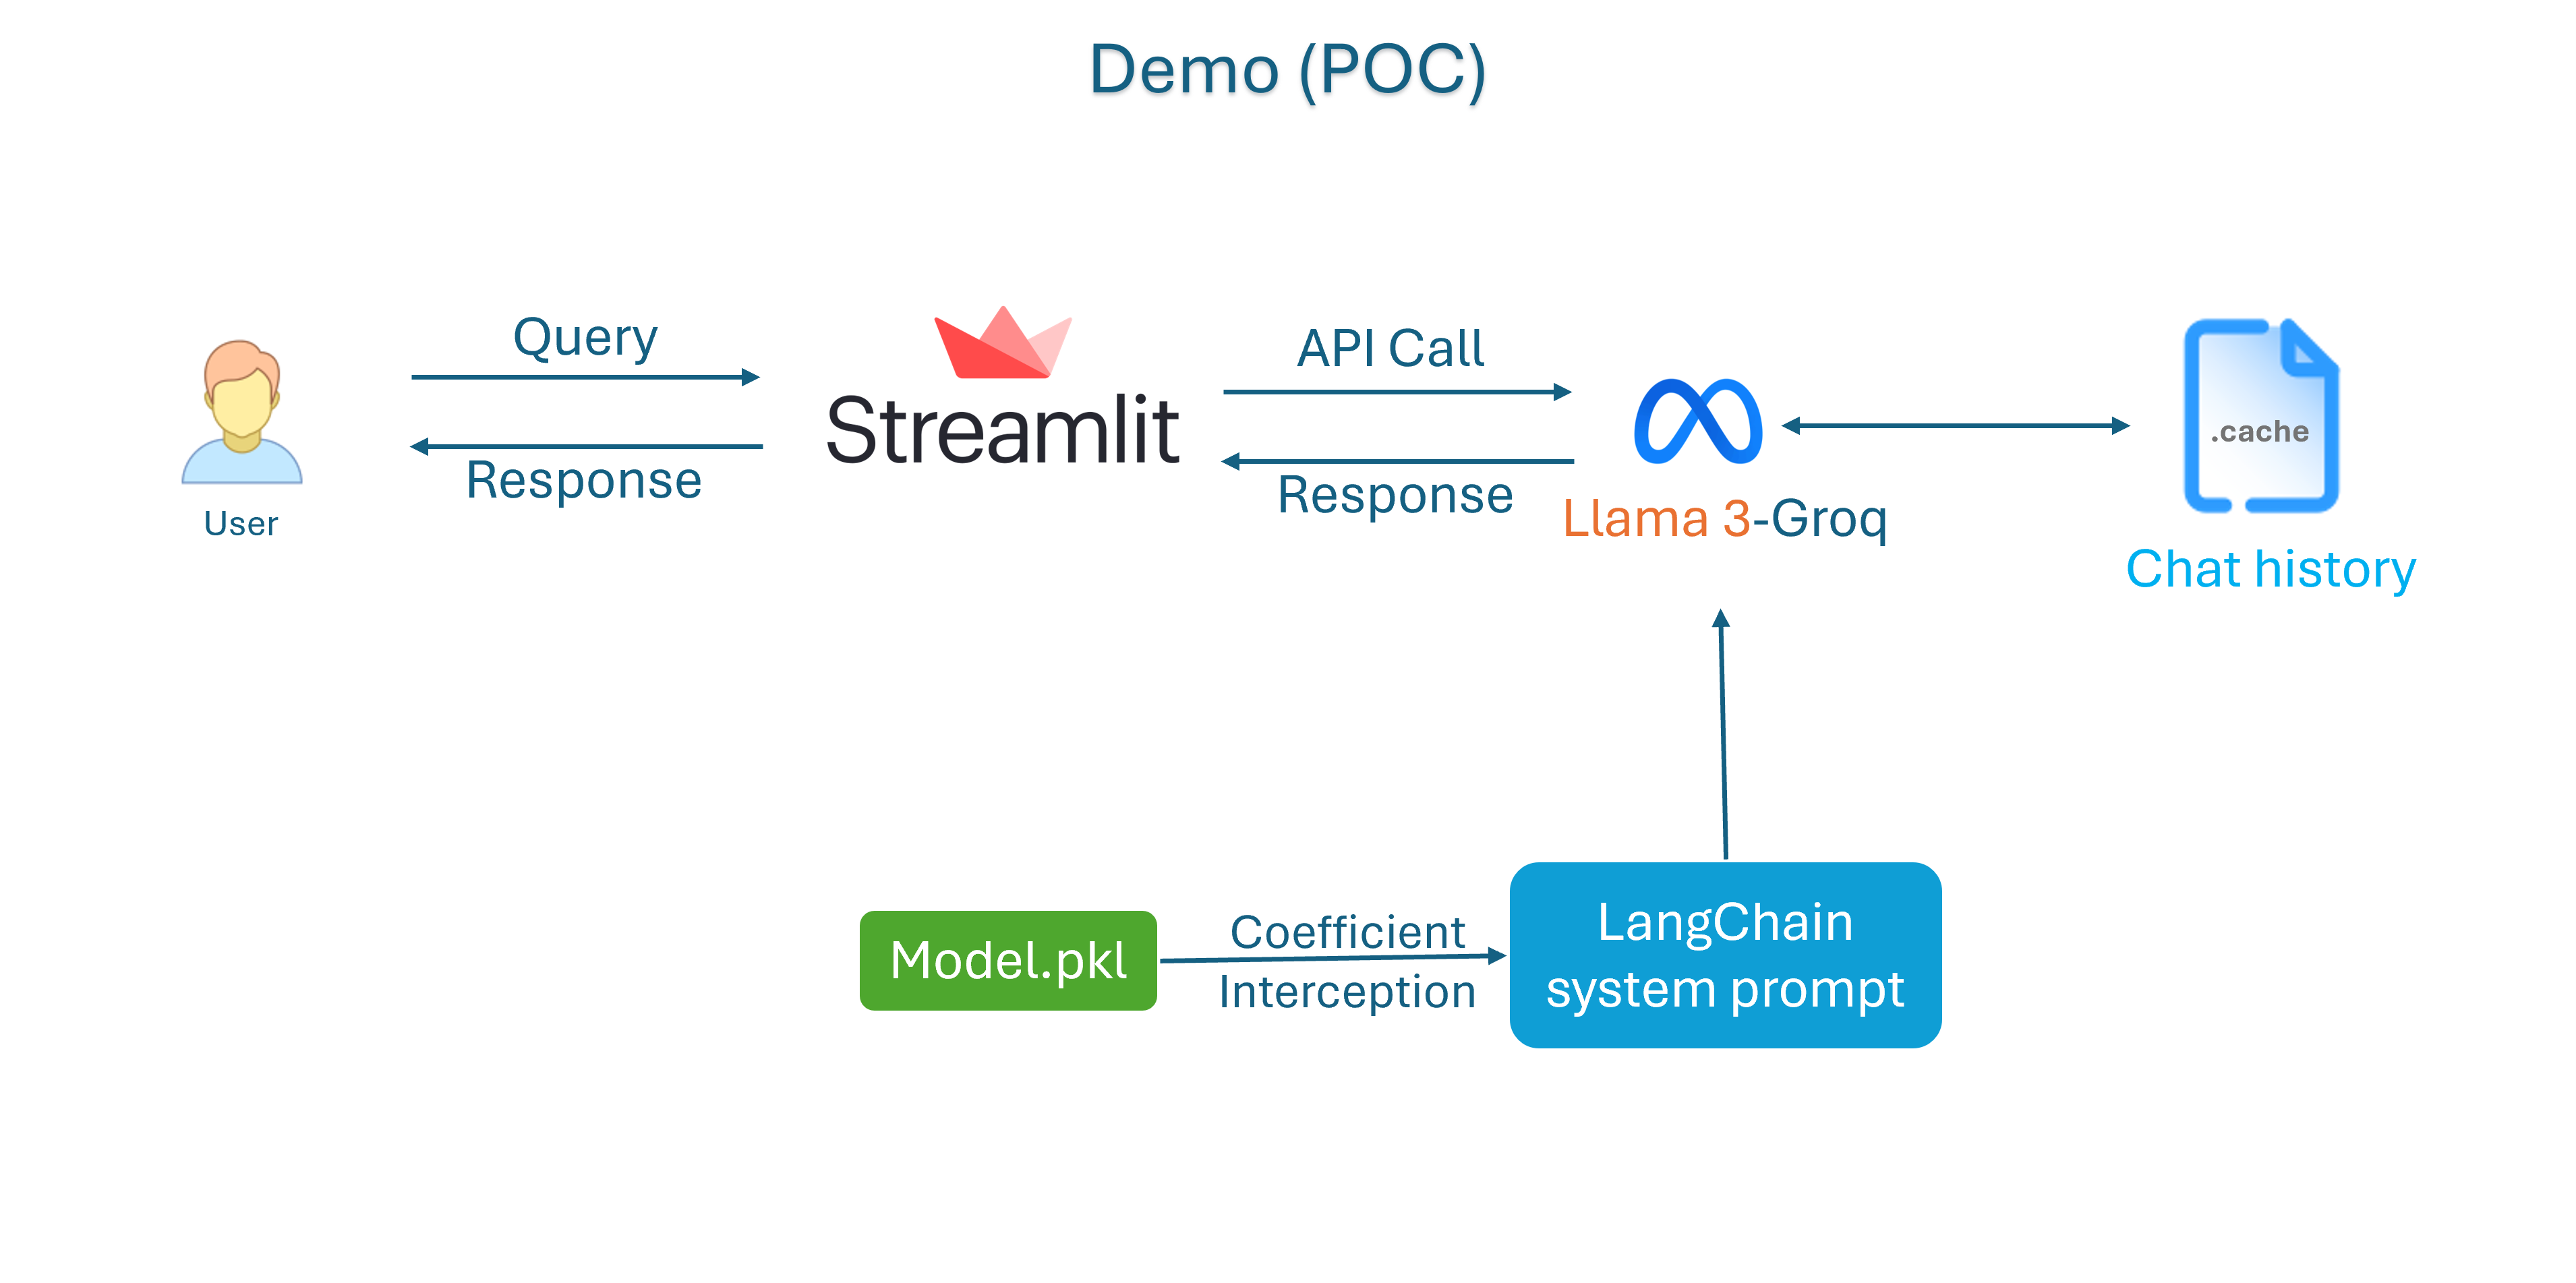 Demo (POC)
Query
Response
User
Streamlit
API Call
Response
Llama 3-Groq
.cache
Chat history
Model.pkl
Coefficient
Interception
LangChain
system prompt